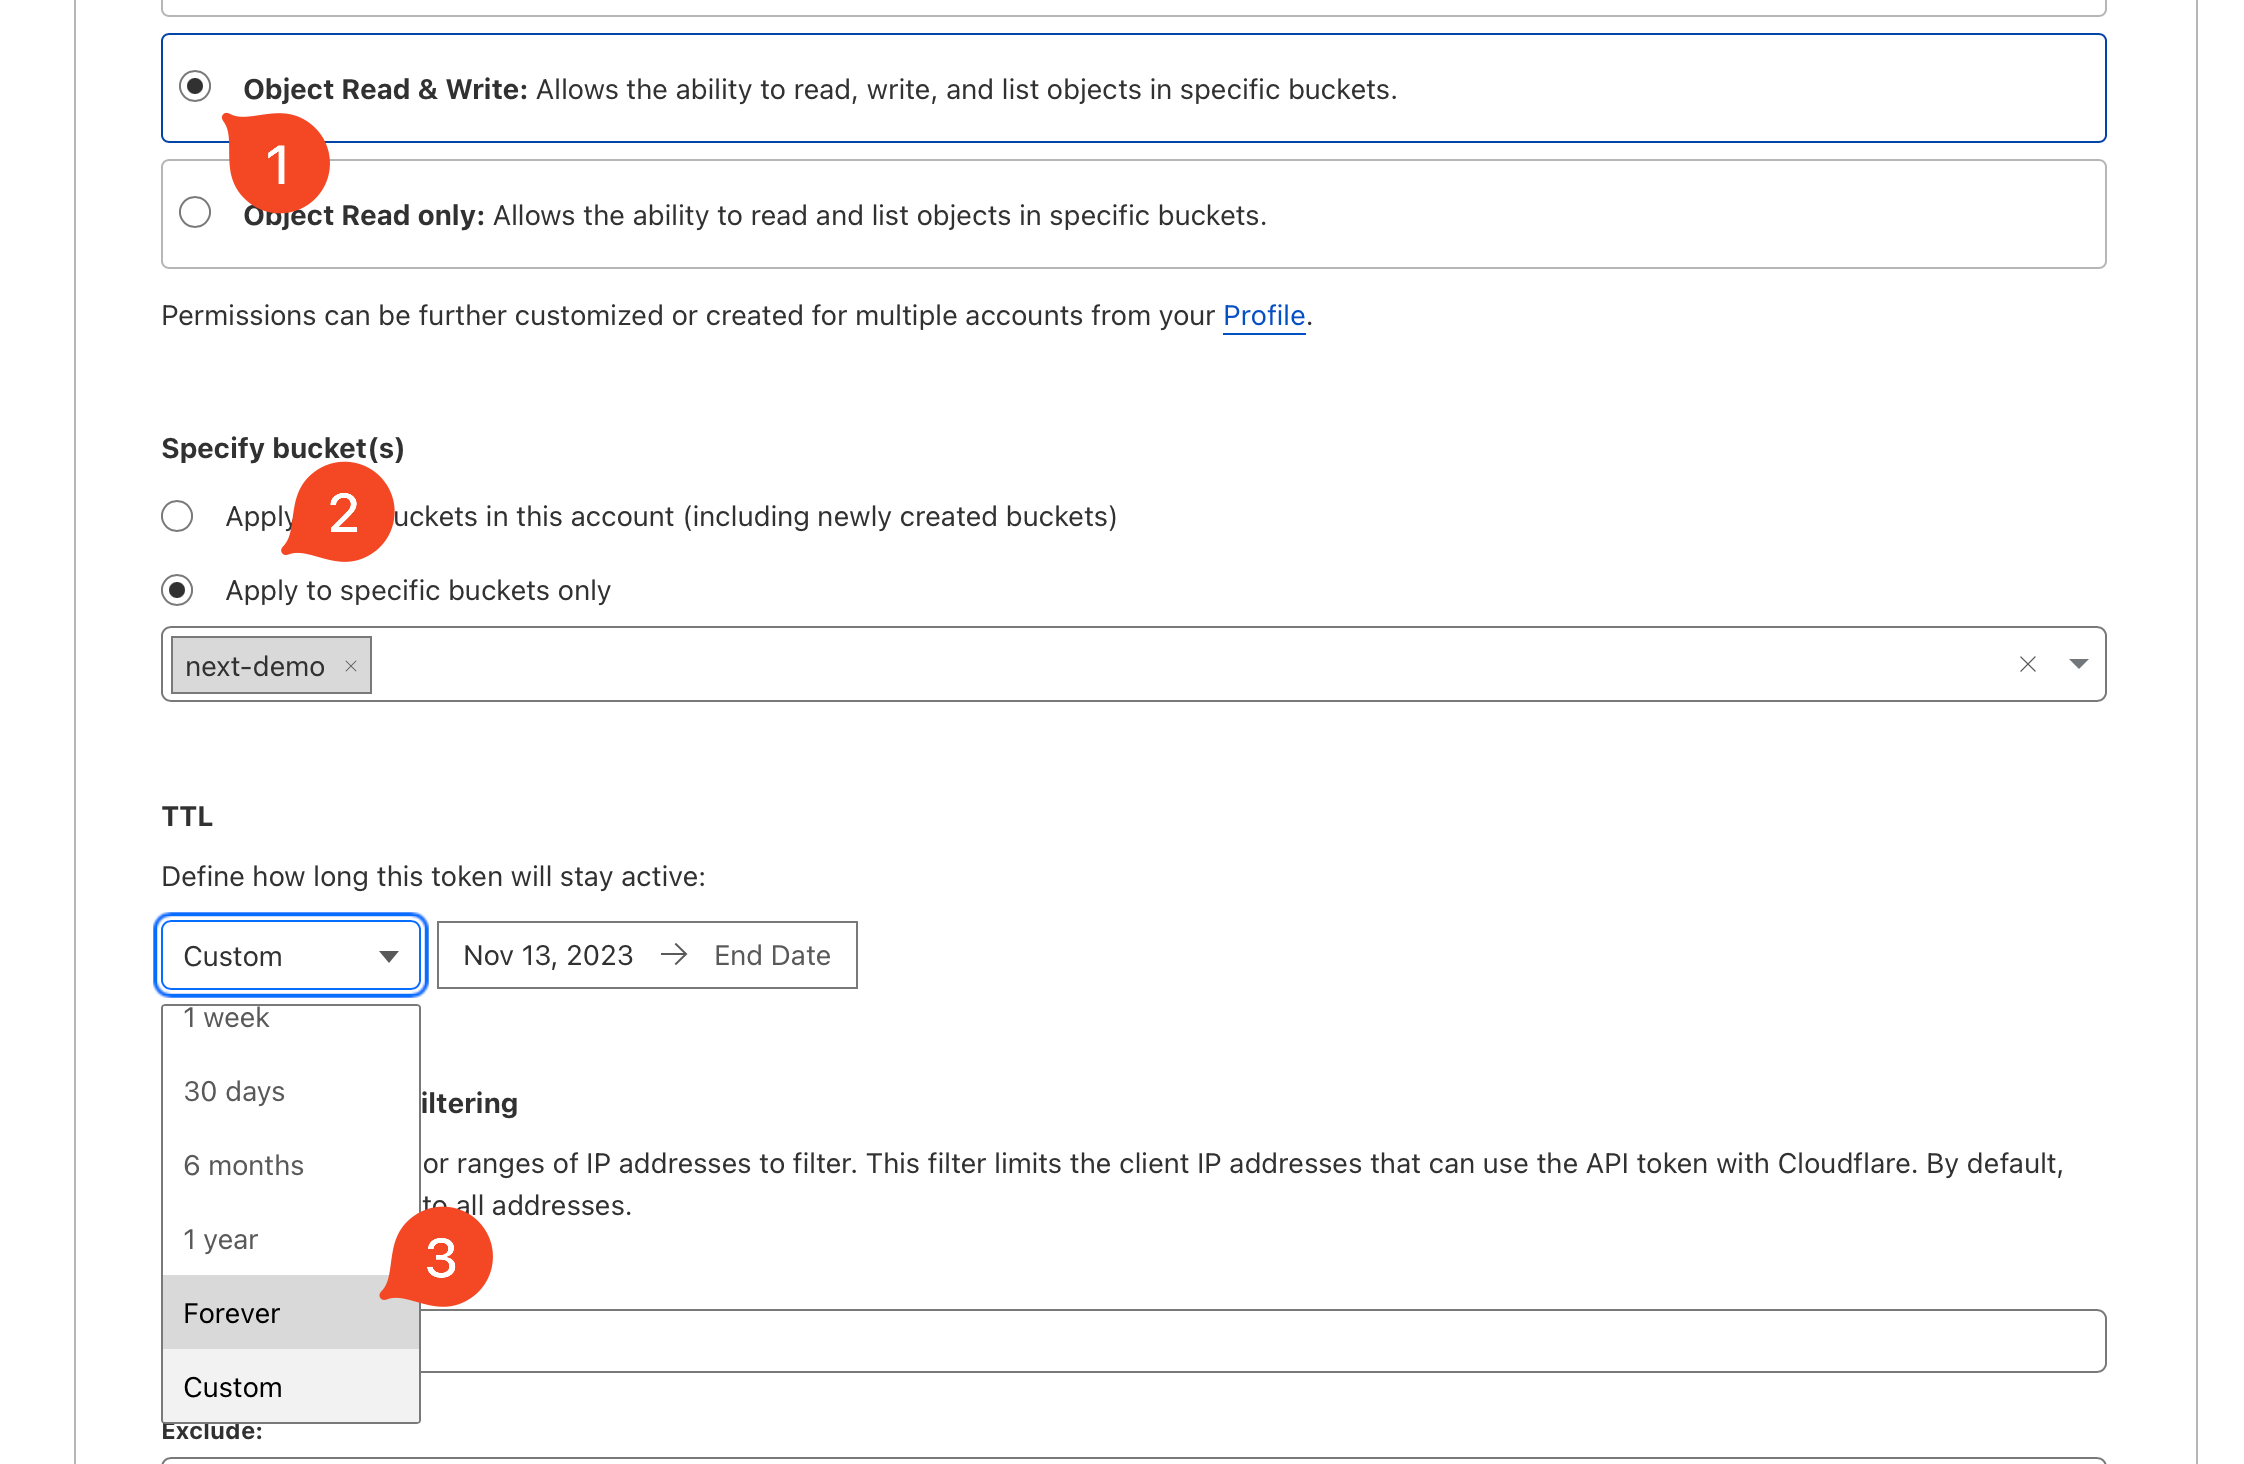 Object Read & Write: Allows the ability to read, write, and list objects in specific buckets.
1
Object Read only: Allows the ability to read and list objects in specific buckets.
Permissions can be further customized or created for multiple accounts from your Profile.
Specify bucket(s)
2
Apply uckets in this account (including newly created buckets)
Apply to specific buckets only
next-demo
TTL
Define how long this token will stay active:
Custom
Nov 13, 2023 → End Date
1 week
30 days
iltering
or ranges of IP addresses to filter. This filter limits the client IP addresses that can use the API token with Cloudflare. By default,
6 months
to all addresses.
1 year
3
Forever
Custom
Exclude: